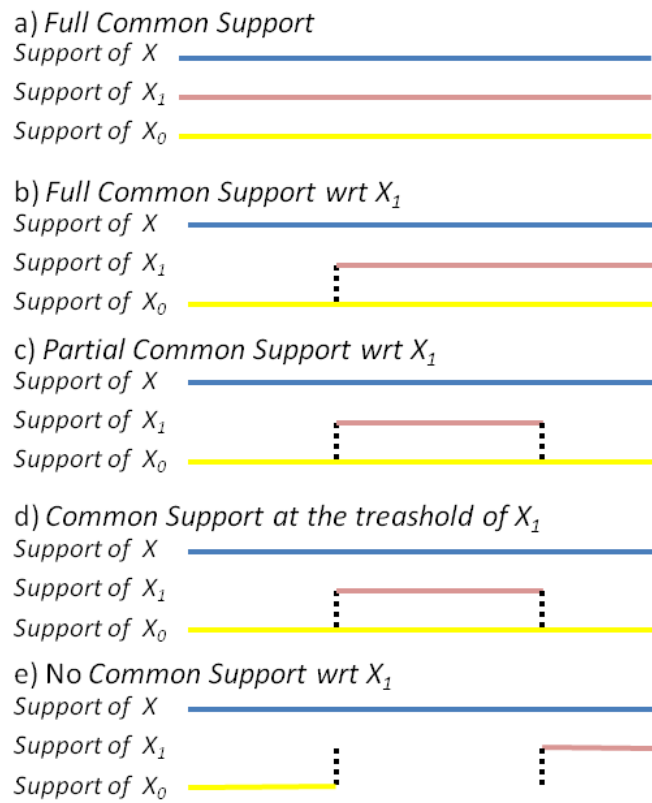 a) Full Common Support
Support of X
Support of X₁
Support of X₀
b) Full Common Support wrt X₁
Support of X
Support of X₁
Support of X₀
c) Partial Common Support wrt X₁
Support of X
Support of X₁
Support of X₀
d) Common Support at the treashold of X₁
Support of X
Support of X₁
Support of X₀
e) No Common Support wrt X₁
Support of X
Support of X₁
Support of X₀